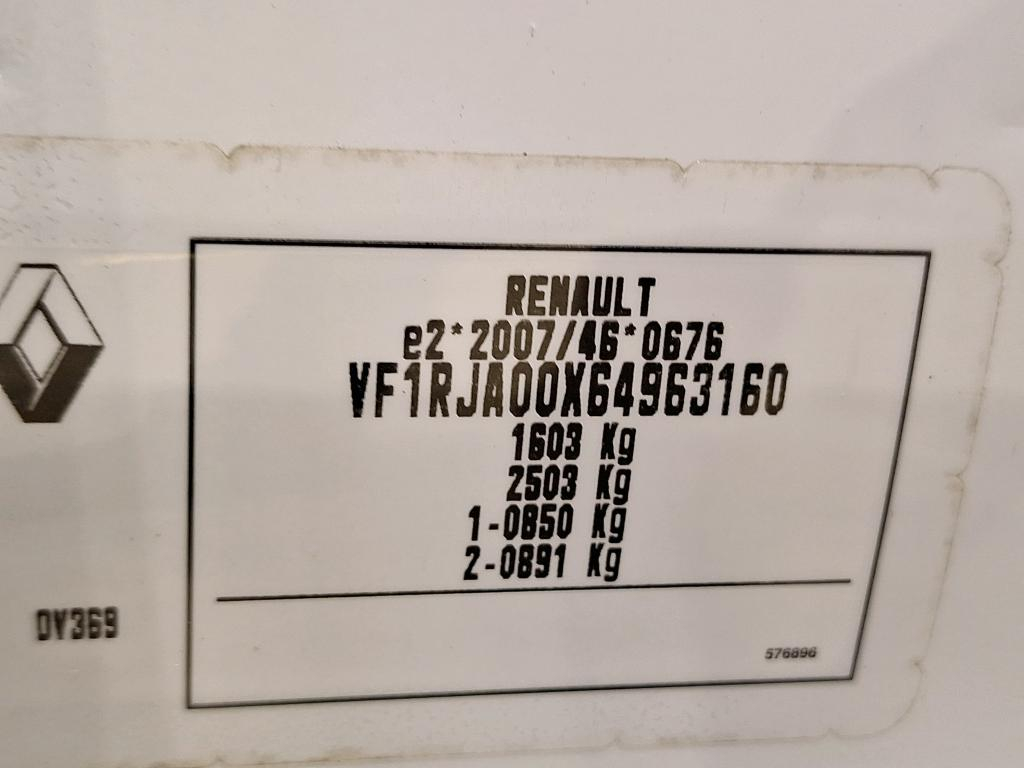 RENAULT
e2*2007/46*0676
VF1RJA00X64963160
1603 Kg
2503 Kg
1-0850 Kg
2-0891 Kg
DV369
576896